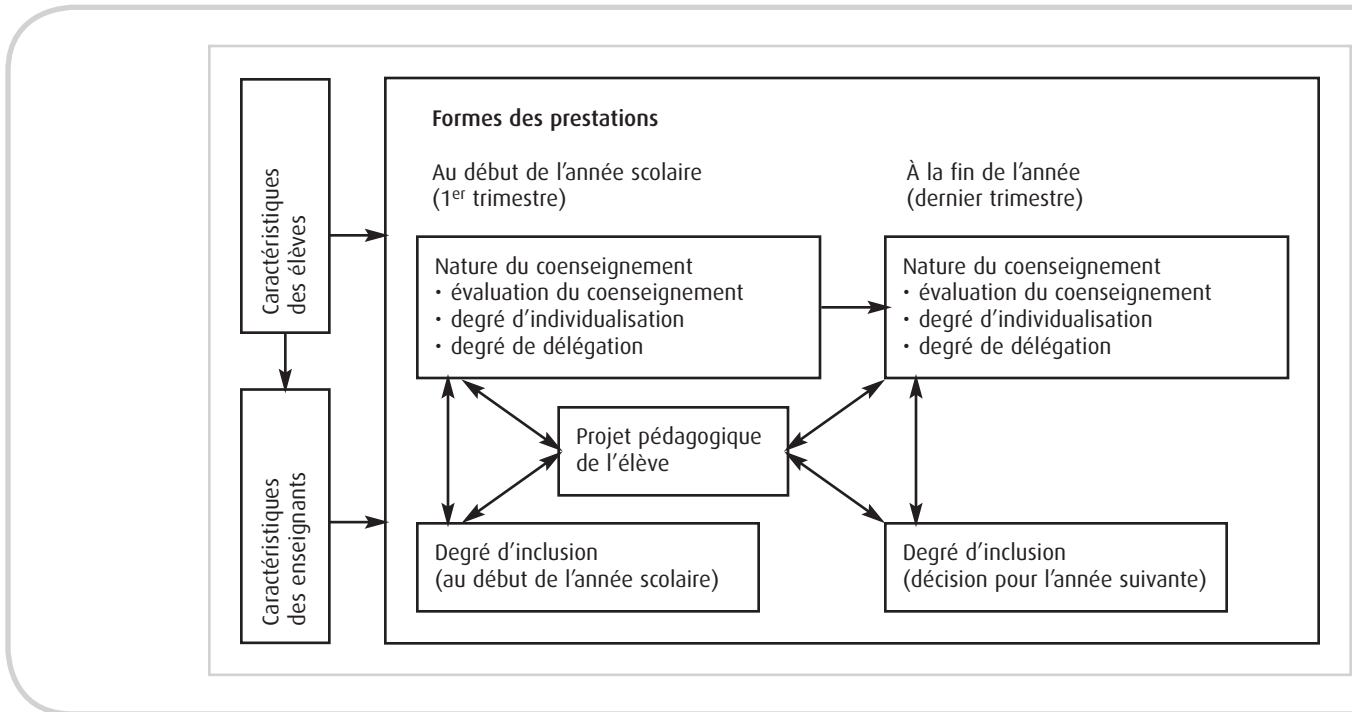 Caractéristiques
des élèves
Caractéristiques
des enseignants
Formes des prestations
Au début de l’année scolaire
(1er trimestre)
À la fin de l’année
(dernier trimestre)
Nature du coenseignement
• évaluation du coenseignement
• degré d’individualisation
• degré de délégation
Nature du coenseignement
• évaluation du coenseignement
• degré d’individualisation
• degré de délégation
Projet pédagogique
de l’élève
Degré d’inclusion
(au début de l’année scolaire)
Degré d’inclusion
(décision pour l’année suivante)